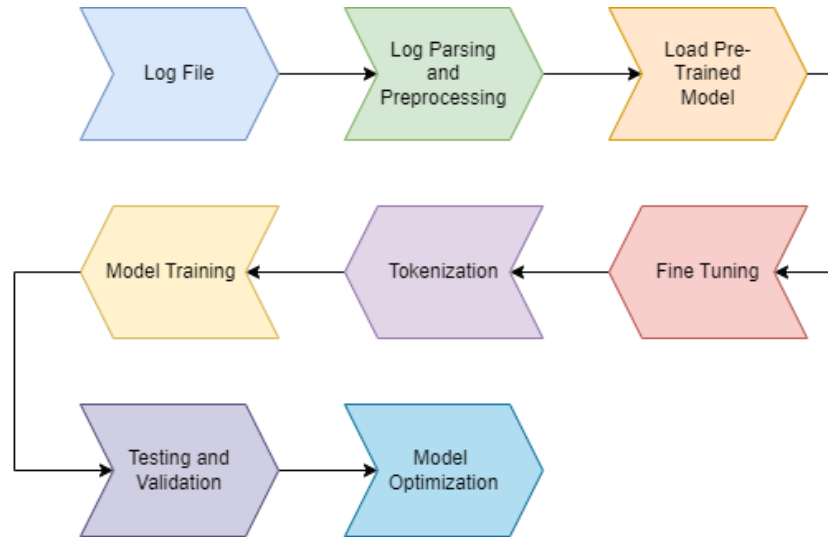 Log File
Log Parsing
and
Preprocessing
Load Pre-
Trained
Model
Model Training
Tokenization
Fine Tuning
Testing and
Validation
Model
Optimization